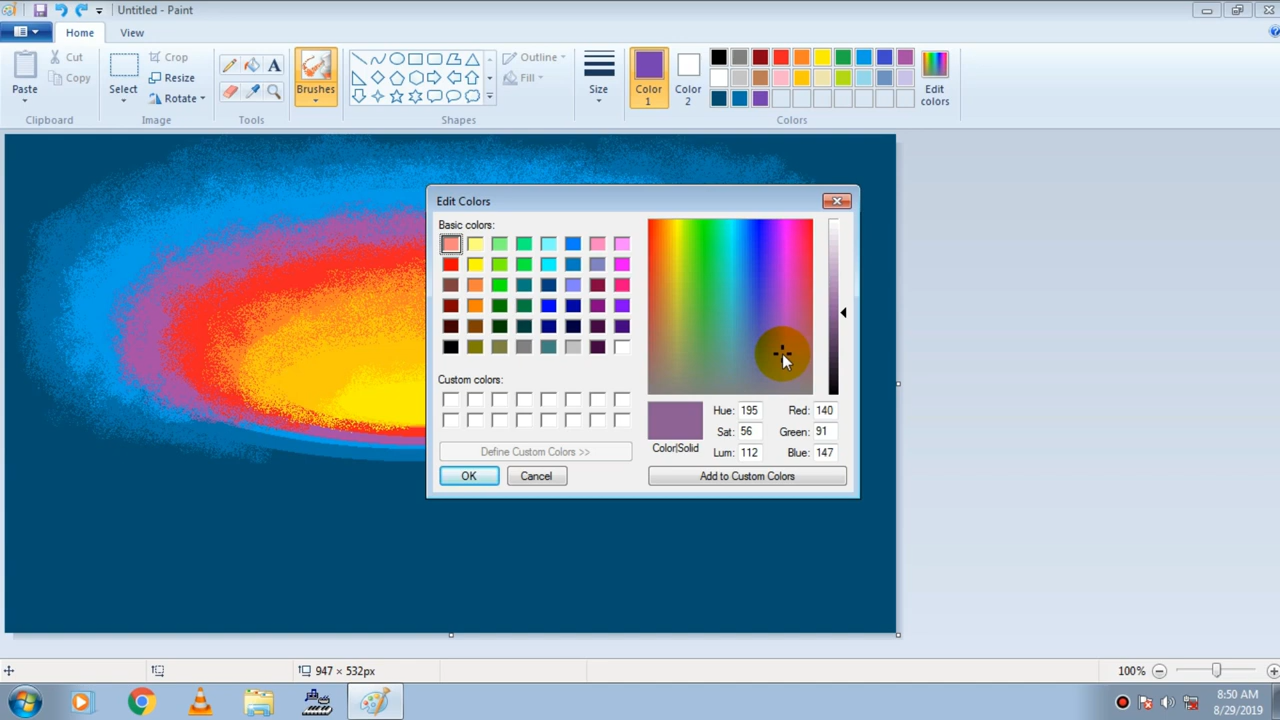 Untitled - Paint
Home
View
Paste
Cut
Copy
Select
Crop
Resize
Rotate
Brushes
Outline
Fill
Size
Color
1
Color
2
Edit
colors
Clipboard
Image
Tools
Shapes
Colors
Edit Colors
Basic colors:
Custom colors:
Define Custom Colors >>
OK
Cancel
Color|Solid
Hue: 195
Sat: 56
Lum: 112
Red: 140
Green: 91
Blue: 147
Add to Custom Colors
947 × 532px
100%
8:50 AM
8/29/2019